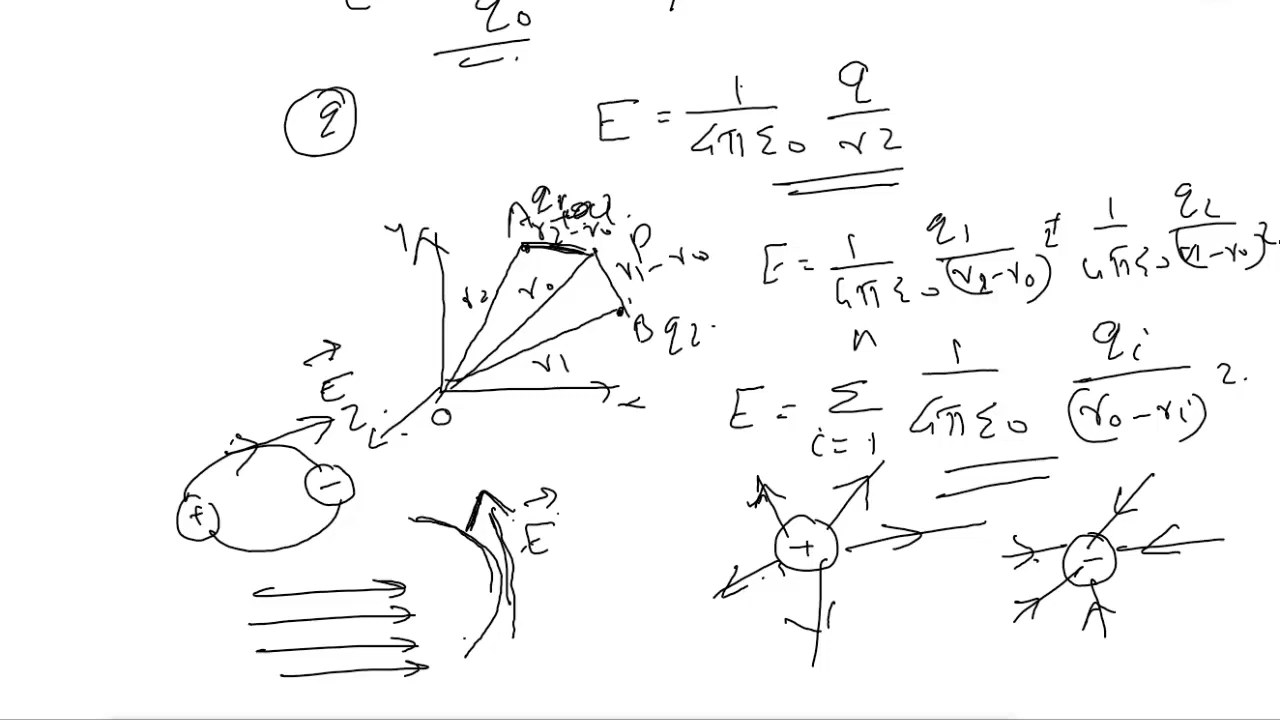 q0
q
E = 1/4πε0 q/r2
y
A
r2-r0
P
r1-r0
r2
r0
r1
B q2.
O
z
E = 1/4πε0 q1/(r2-r0)2 + 1/4πε0 q2/(r1-r0)2.
E = n Σ i=1 1/4πε0 qi/(r0-ri) 2.
E
+
-
E
+
-